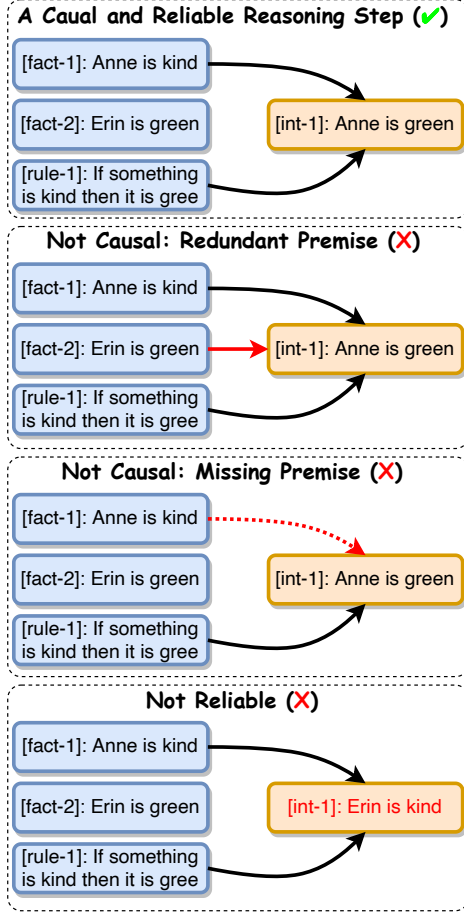 A Caual and Reliable Reasoning Step (✔)
[fact-1]: Anne is kind
[fact-2]: Erin is green
[int-1]: Anne is green
[rule-1]: If something
is kind then it is gree
Not Causal: Redundant Premise (X)
[fact-1]: Anne is kind
[fact-2]: Erin is green
[int-1]: Anne is green
[rule-1]: If something
is kind then it is gree
Not Causal: Missing Premise (X)
[fact-1]: Anne is kind
[fact-2]: Erin is green
[int-1]: Anne is green
[rule-1]: If something
is kind then it is gree
Not Reliable (X)
[fact-1]: Anne is kind
[fact-2]: Erin is green
[int-1]: Erin is kind
[rule-1]: If something
is kind then it is gree